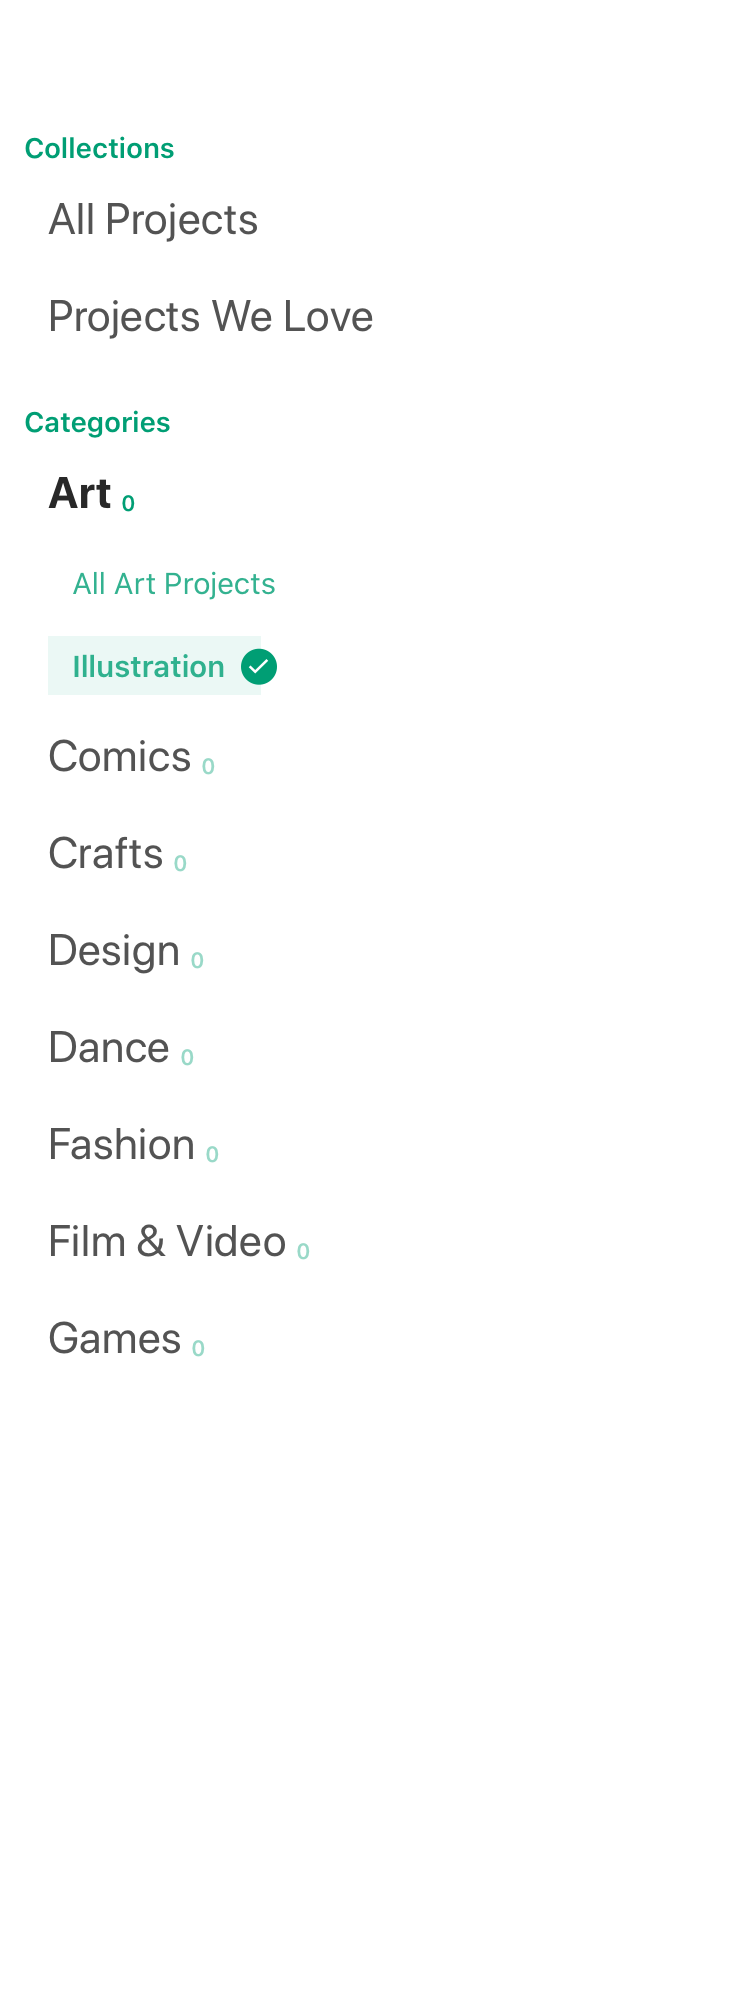 Collections
All Projects
Projects We Love
Categories
Art 0
All Art Projects
Illustration
Comics 0
Crafts 0
Design 0
Dance 0
Fashion 0
Film & Video 0
Games 0